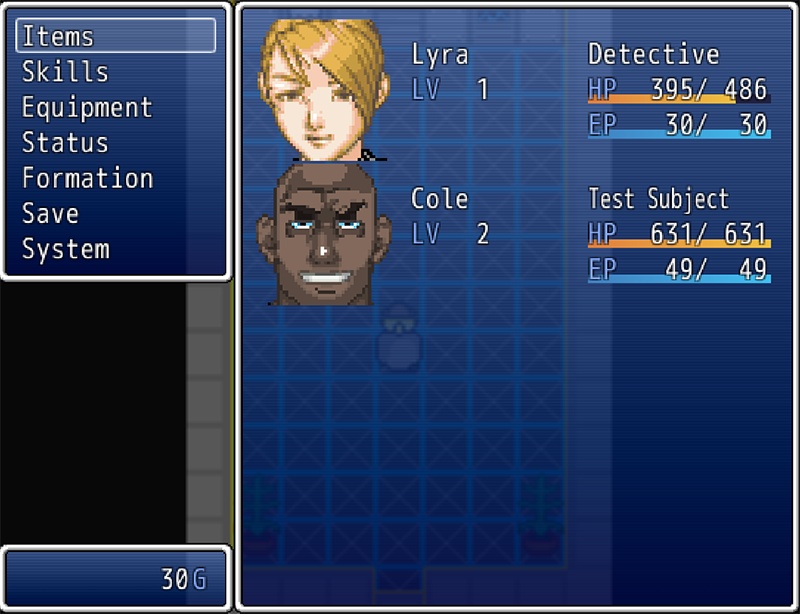 Items
Skills
Equipment
Status
Formation
Save
System
30G
Lyra Detective
LV 1 HP 395/ 486
EP 30/ 30
Cole Test Subject
LV 2 HP 631/ 631
EP 49/ 49